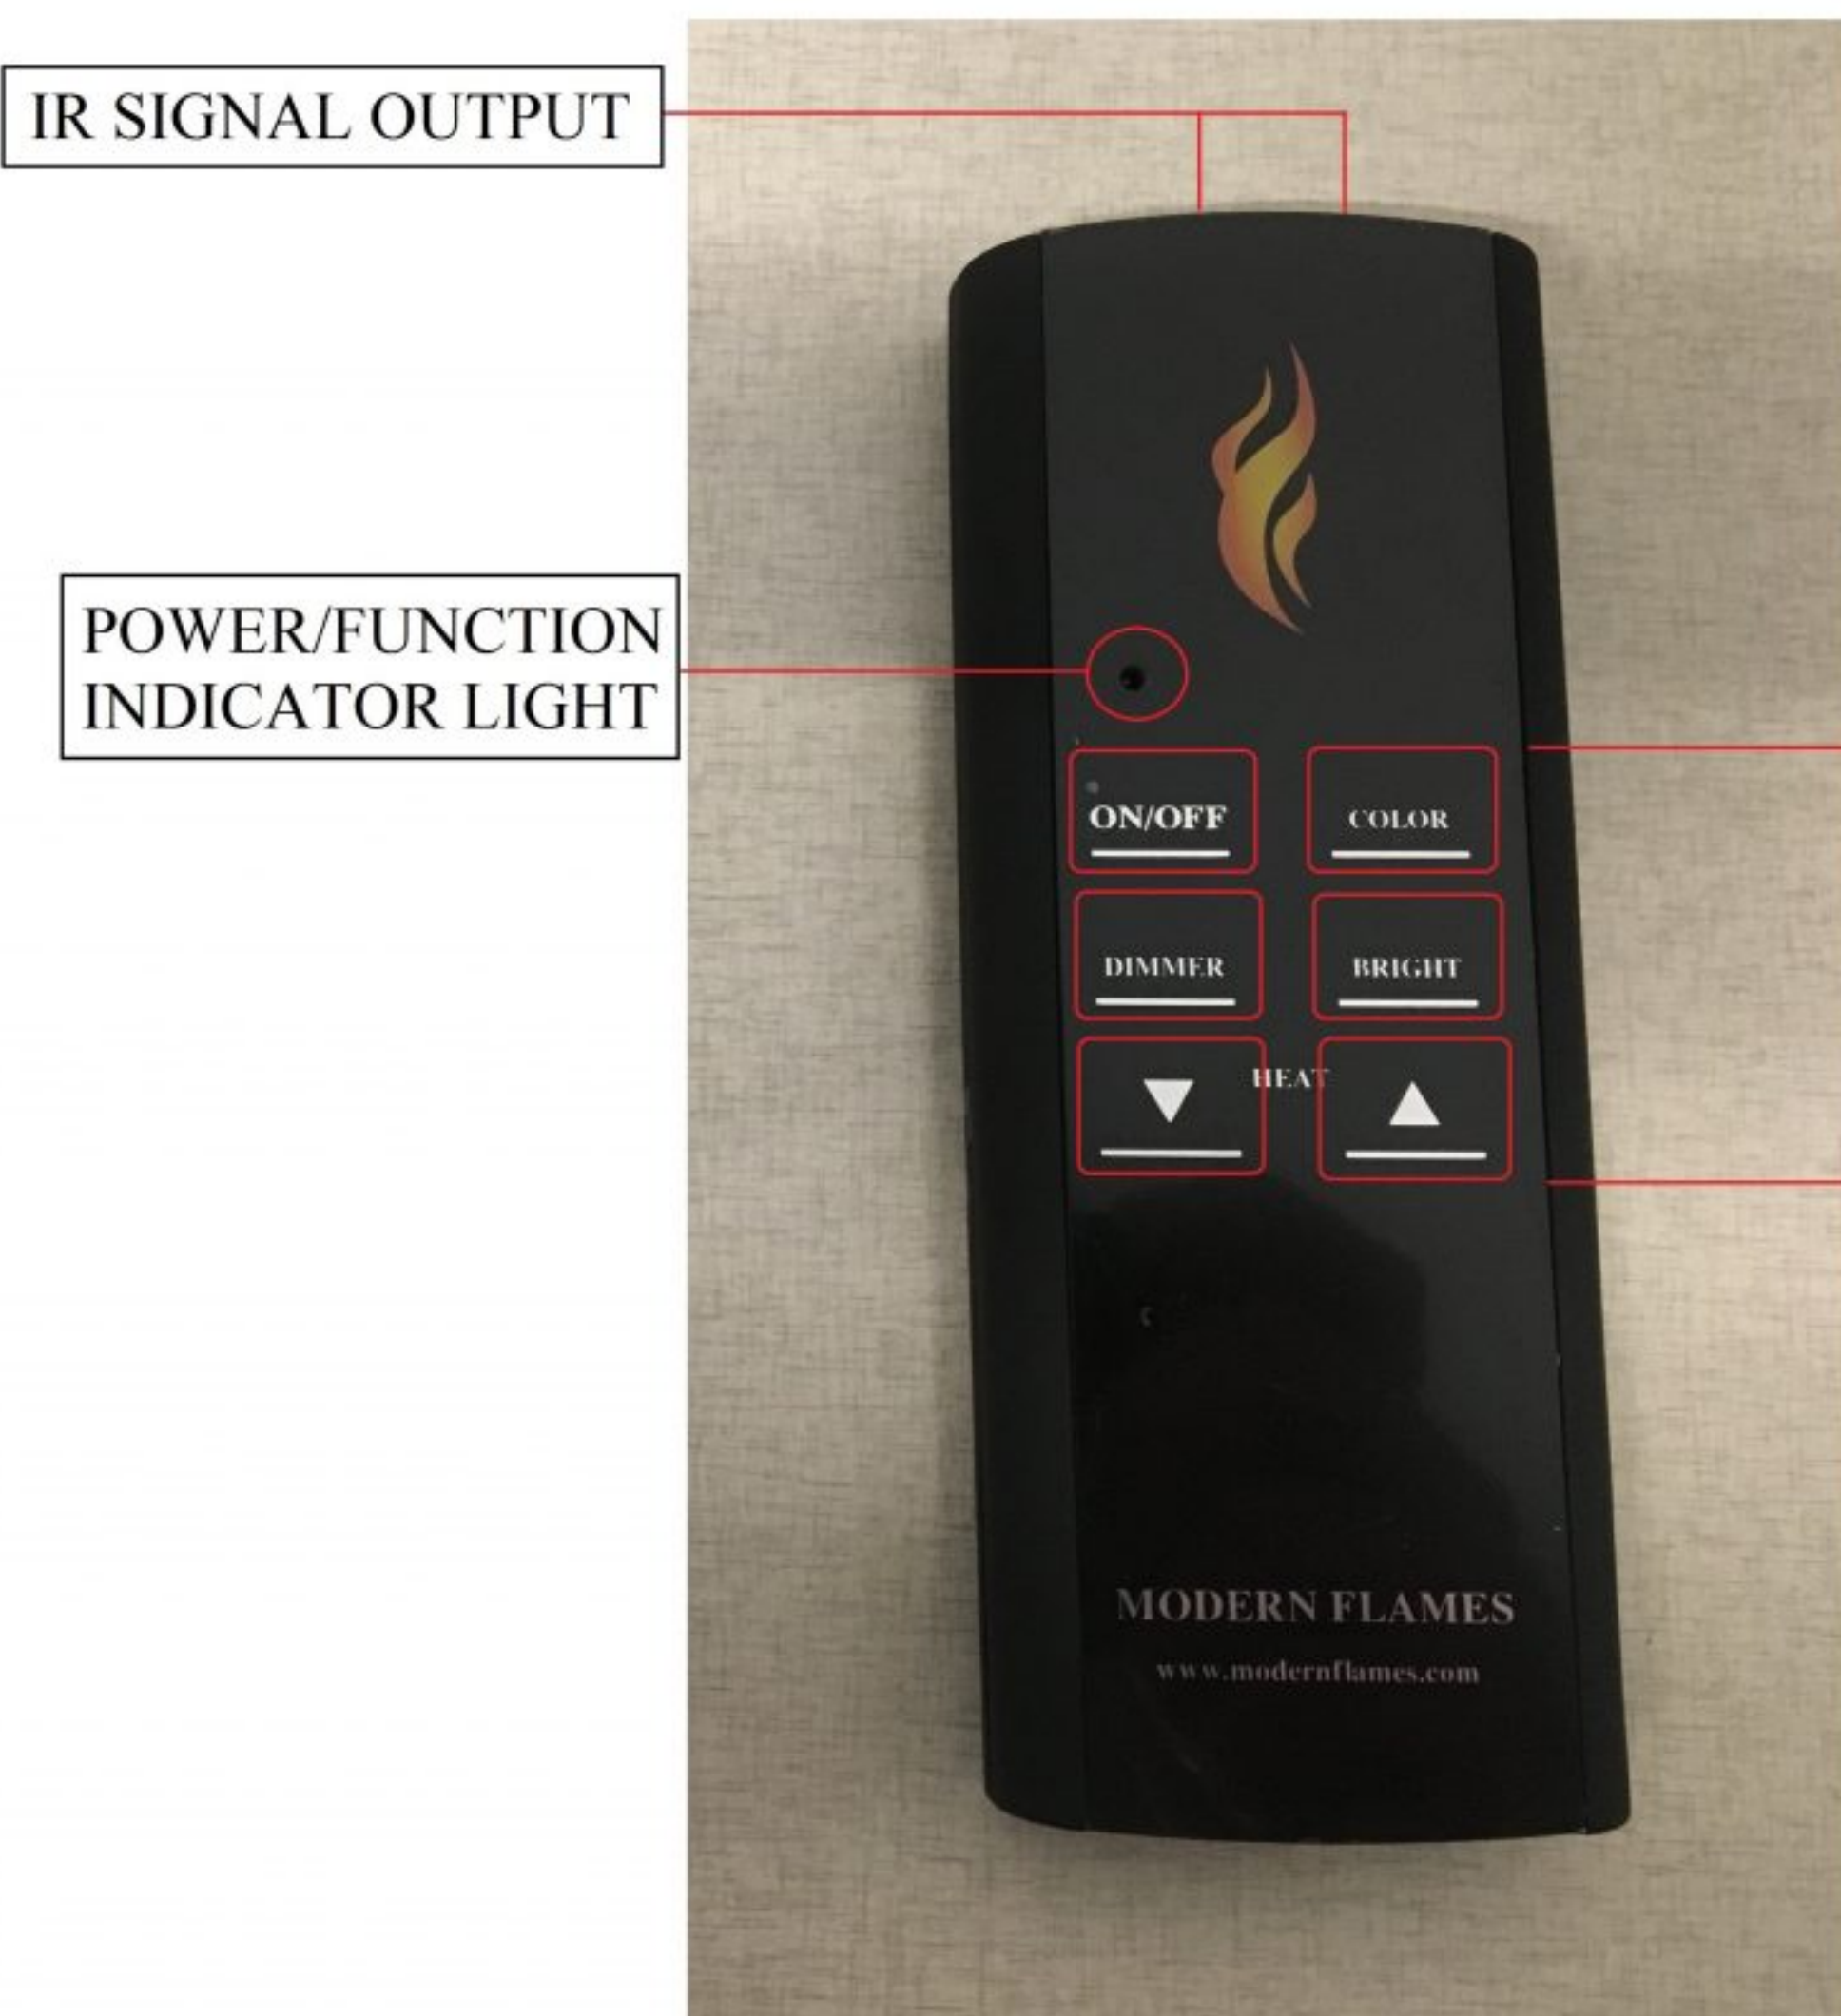 IR SIGNAL OUTPUT
POWER/FUNCTION
INDICATOR LIGHT
ON/OFF
COLOR
DIMMER
BRIGHT
HEAT
MODERN FLAMES
www.modernflames.com